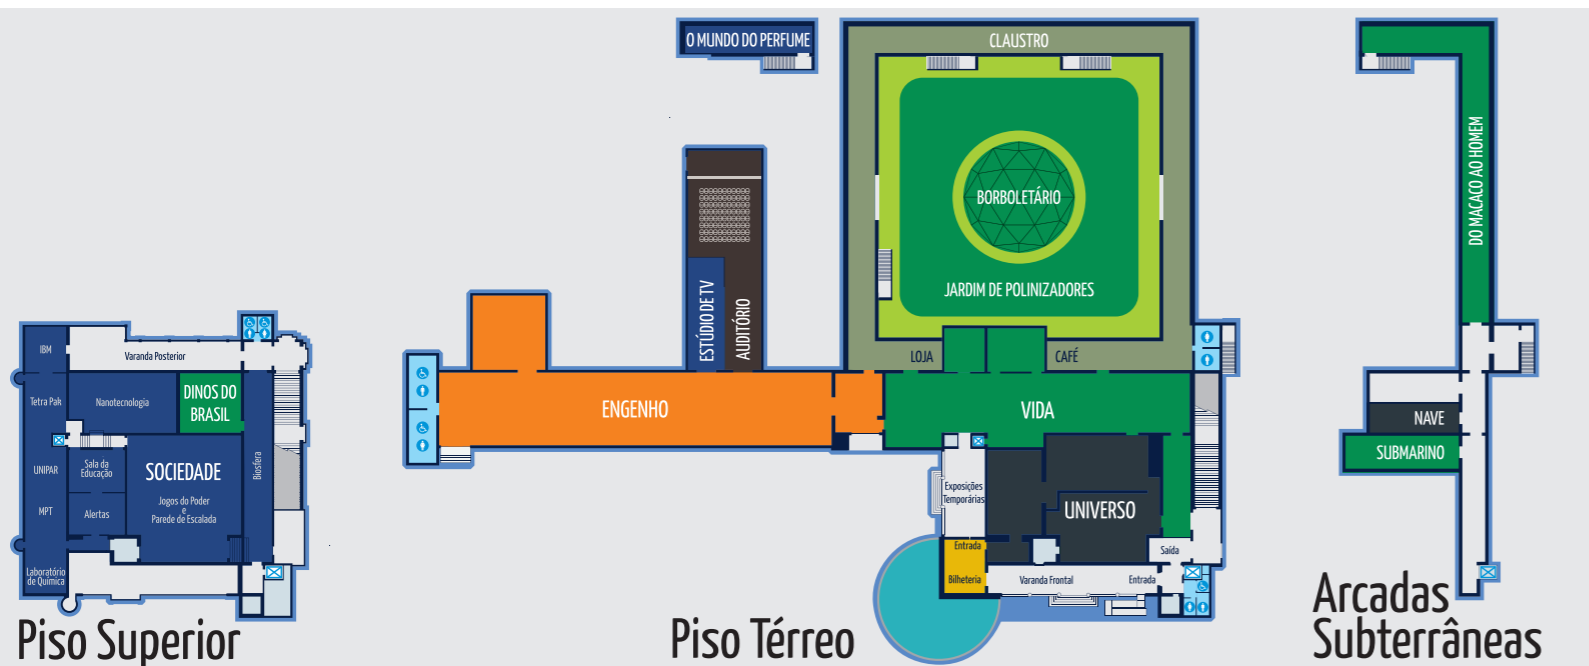 O MUNDO DO PERFUME
CLAUSTRO
BORBOLETÁRIO
JARDIM DE POLINIZADORES
DO MACACO AO HOMEM
ESTÚDIO DE TV
AUDITÓRIO
LOJA
CAFÉ
ENGENHO
VIDA
Exposições
Temporárias
UNIVERSO
Entrada
Bilheteria
Varanda Frontal
Entrada
Saída
Piso Térreo
IBM
Varanda Posterior
Tetra Pak
Nanotecnologia
DINOS DO
BRASIL
UNIPAR
Sala da
Educação
SOCIEDADE
Jogos do Poder
e
Parede de Escalada
Biosfera
MPT
Alertas
Laboratório
de Química
Piso Superior
NAVE
SUBMARINO
Arcadas
Subterrâneas